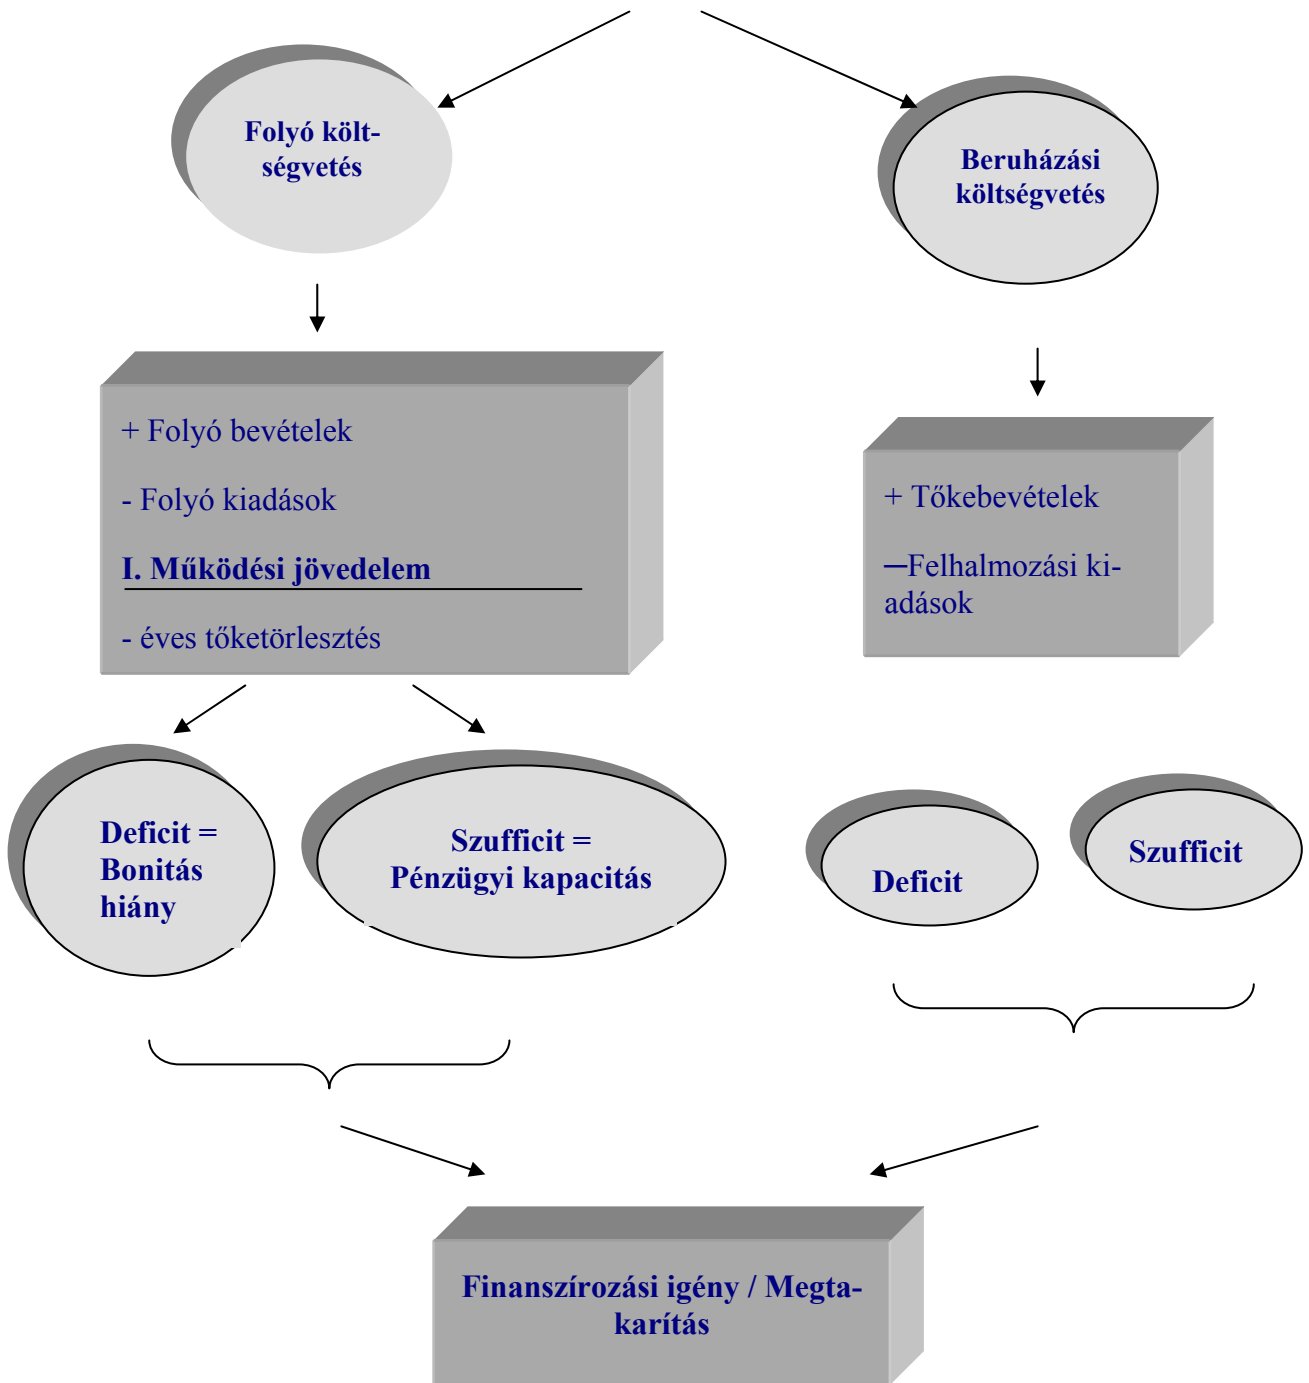 Folyó költ-
ségvetés
Beruházási
költségvetés
+ Folyó bevételek
- Folyó kiadások
I. Működési jövedelem
- éves tőketörlesztés
+ Tőkebevételek
─Felhalmozási ki-
adások
Deficit =
Bonitás
hiány
Szufficit =
Pénzügyi kapacitás
Deficit
Szufficit
Finanszírozási igény / Megta-
karítás